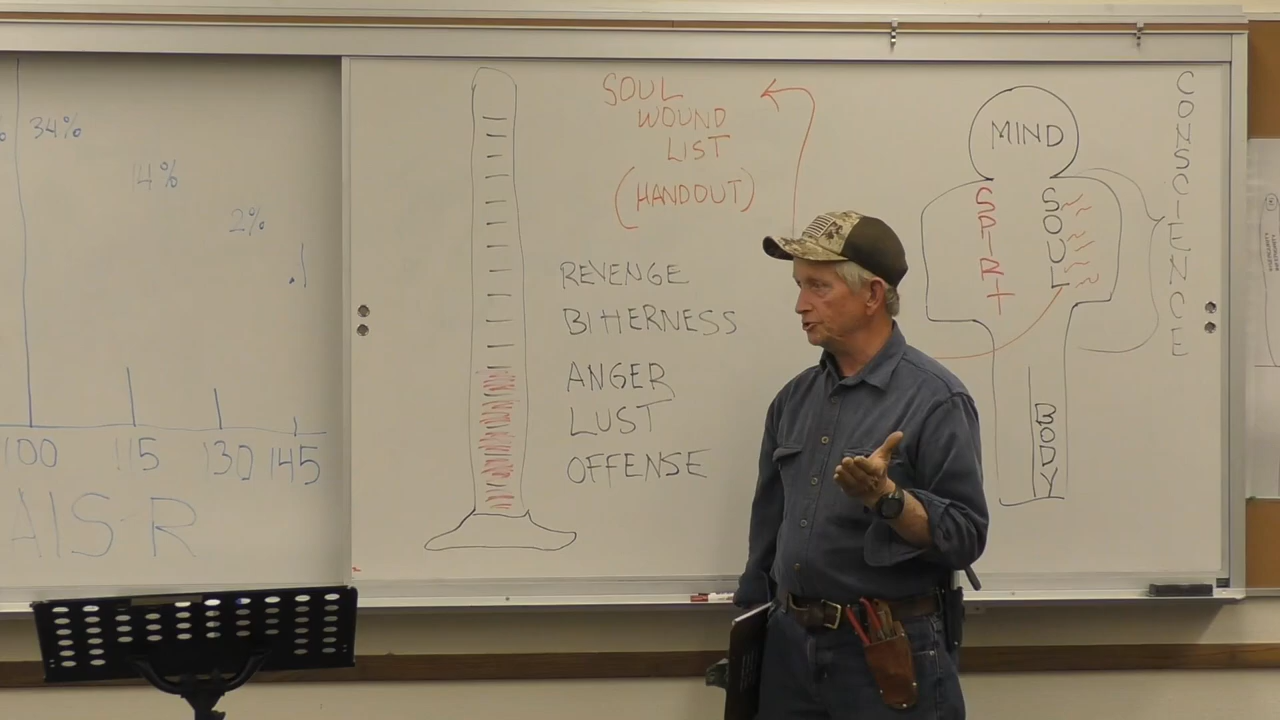 34%
14%
2%
.1
100 115 130 145
AIS-R
SOUL
WOUND
LIST
(HANDOUT)
REVENGE
BITTERNESS
ANGER
LUST
OFFENSE
MIND
SPIRIT
SOUL
BODY
CONSCIENCE